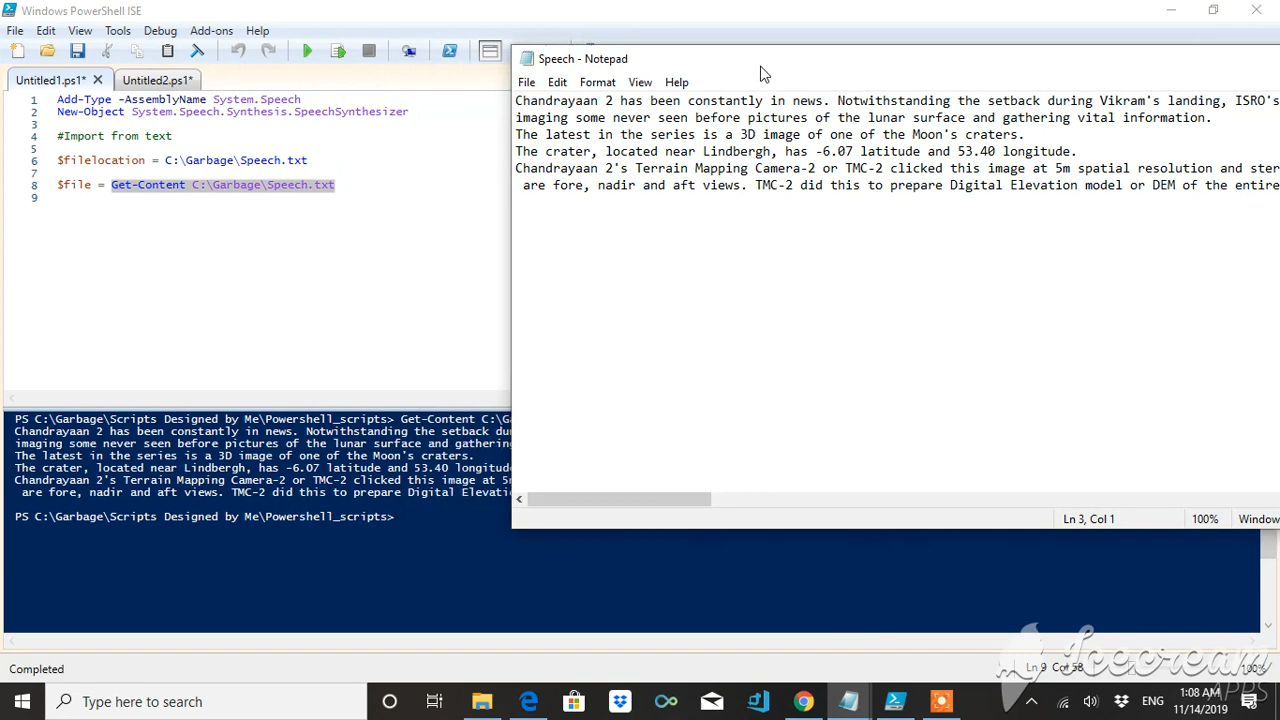 Windows PowerShell ISE
File Edit View Tools Debug Add-ons Help
Untitled1.ps1* Untitled2.ps1*
1 Add-Type -AssemblyName System.Speech
2 New-Object System.Speech.Synthesis.SpeechSynthesizer
3
4 #Import from text
5
6 $filelocation = C:\Garbage\Speech.txt
7
8 $file = Get-Content C:\Garbage\Speech.txt
9
Speech - Notepad
File Edit Format View Help
Chandrayaan 2 has been constantly in news. Notwithstanding the setback during Vikram's landing, ISRO's
imaging some never seen before pictures of the lunar surface and gathering vital information.
The latest in the series is a 3D image of one of the Moon's craters.
The crater, located near Lindbergh, has -6.07 latitude and 53.40 longitude.
Chandrayaan 2's Terrain Mapping Camera-2 or TMC-2 clicked this image at 5m spatial resolution and ster
are fore, nadir and aft views. TMC-2 did this to prepare Digital Elevation model or DEM of the entire
Ln 3, Col 1 100% Window
PS C:\Garbage\Scripts Designed by Me\Powershell_scripts> Get-Content C:\G
Chandrayaan 2 has been constantly in news. Notwithstanding the setback du
imaging some never seen before pictures of the lunar surface and gathering
The latest in the series is a 3D image of one of the Moon's craters.
The crater, located near Lindbergh, has -6.07 latitude and 53.40 longitud
Chandrayaan 2's Terrain Mapping Camera-2 or TMC-2 clicked this image at 5
are fore, nadir and aft views. TMC-2 did this to prepare Digital Elevati
PS C:\Garbage\Scripts Designed by Me\Powershell_scripts>
Completed
Ln 9 Col 58 100%
Icecream
APPS
Type here to search
ENG
1:08 AM
11/14/2019